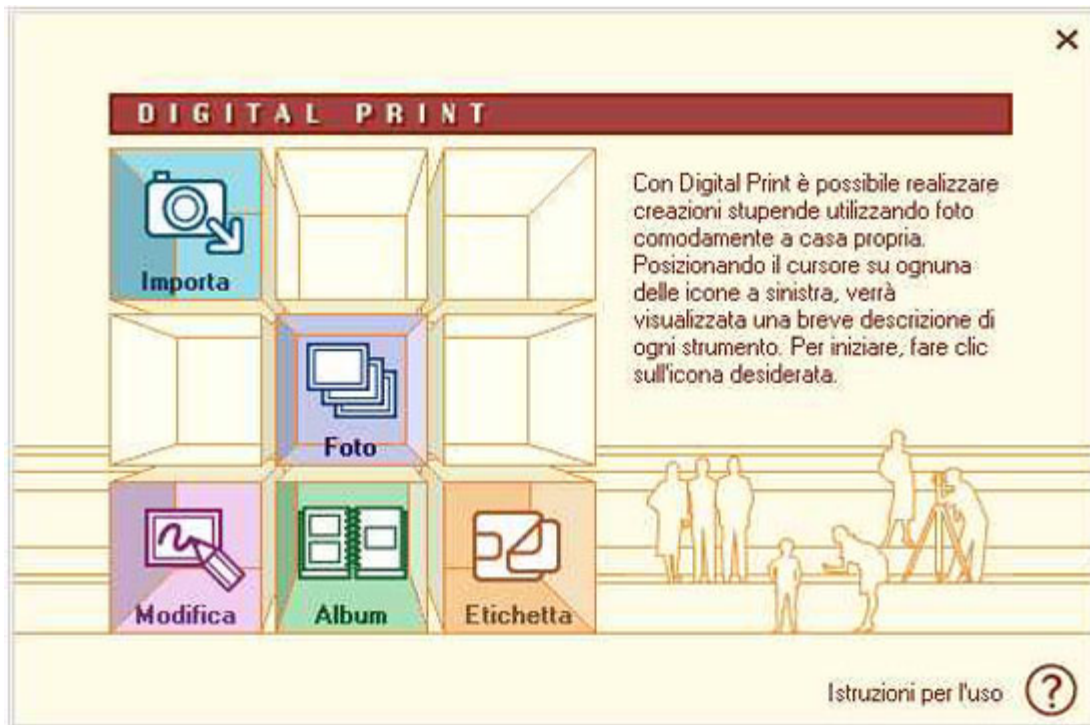 DIGITAL PRINT
Importa
Con Digital Print è possibile realizzare
creazioni stupende utilizzando foto
comodamente a casa propria.
Posizionando il cursore su ognuna
delle icone a sinistra, verrà
visualizzata una breve descrizione di
ogni strumento. Per iniziare, fare clic
sull'icona desiderata.
Foto
Modifica
Album
Etichetta
Istruzioni per l'uso
?